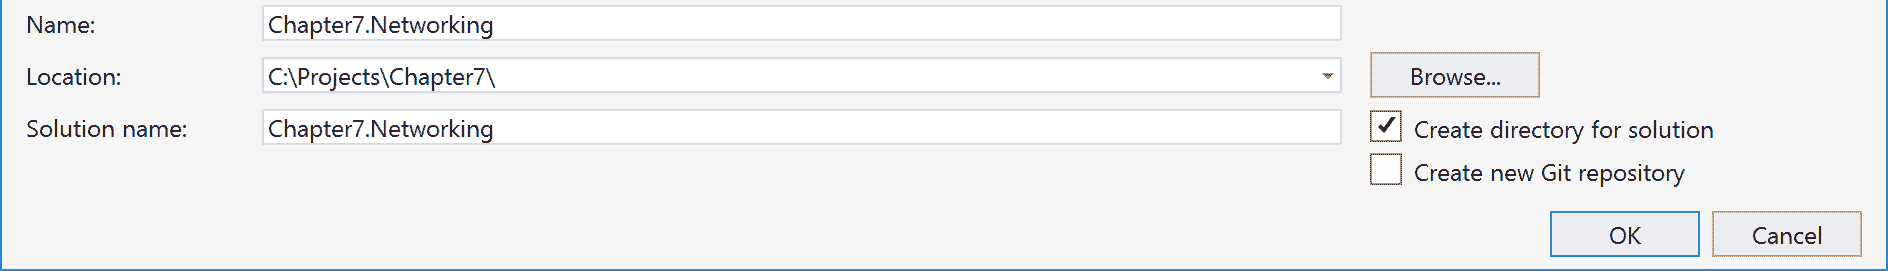 Name: Chapter7.Networking
Location: C:\Projects\Chapter7\ Browse...
Solution name: Chapter7.Networking Create directory for solution
Create new Git repository
OK Cancel